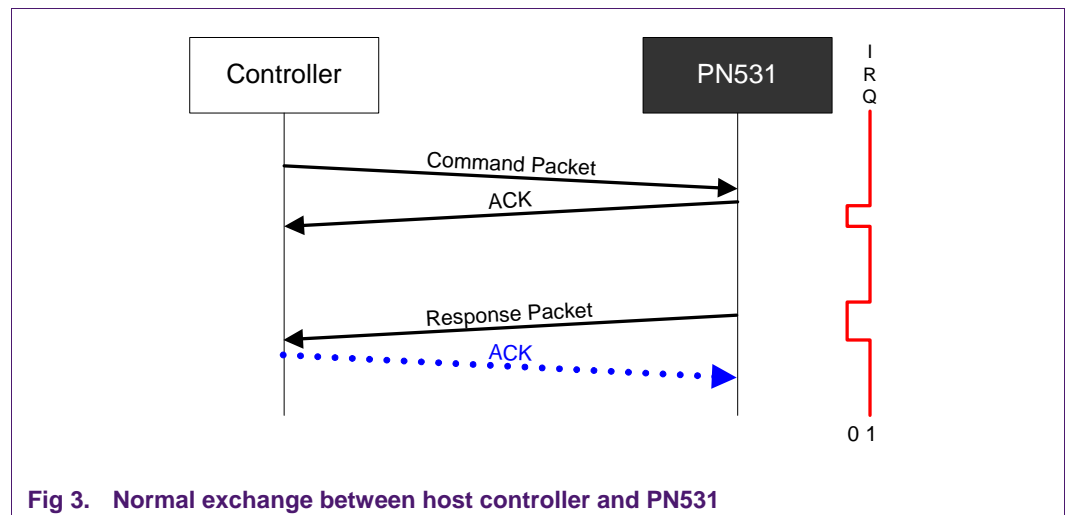 Controller
PN531
I
R
Q
Command Packet
ACK
Response Packet
ACK
0 1
Fig 3. Normal exchange between host controller and PN531